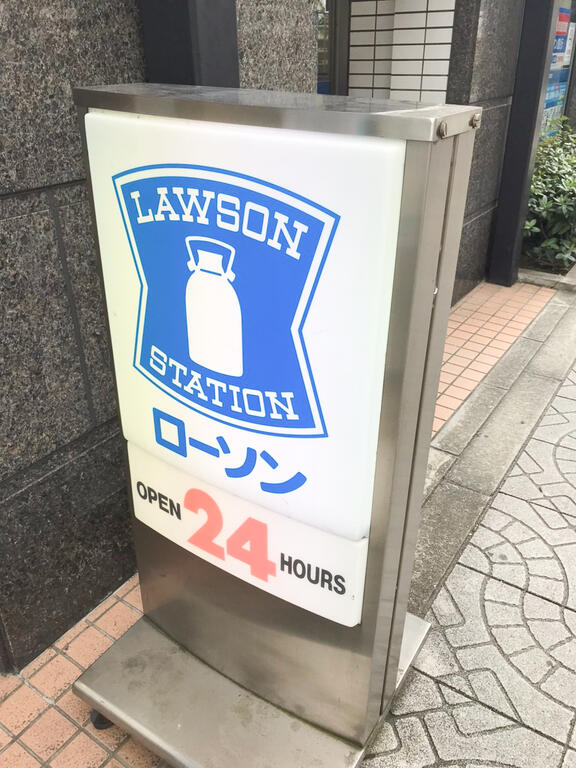 LAWSON
STATION
ローソン
OPEN 24 HOURS